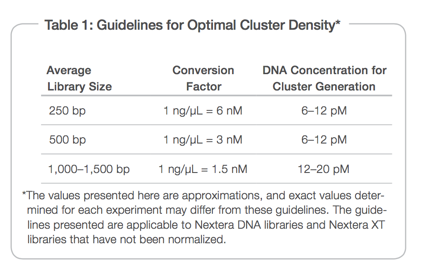 Table 1: Guidelines for Optimal Cluster Density*
Average Library Size Conversion Factor DNA Concentration for Cluster Generation
250 bp 1 ng/µL = 6 nM 6–12 pM
500 bp 1 ng/µL = 3 nM 6–12 pM
1,000–1,500 bp 1 ng/µL = 1.5 nM 12–20 pM
*The values presented here are approximations, and exact values deter-
mined for each experiment may differ from these guidelines. The guide-
lines presented are applicable to Nextera DNA libraries and Nextera XT
libraries that have not been normalized.